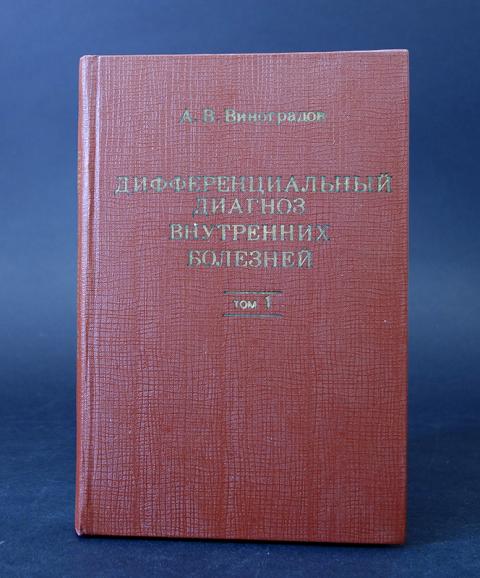 А. В. Виноградов
ДИФФЕРЕНЦИАЛЬНЫЙ
ДИАГНОЗ
ВНУТРЕННИХ
БОЛЕЗНЕЙ
ТОМ 1